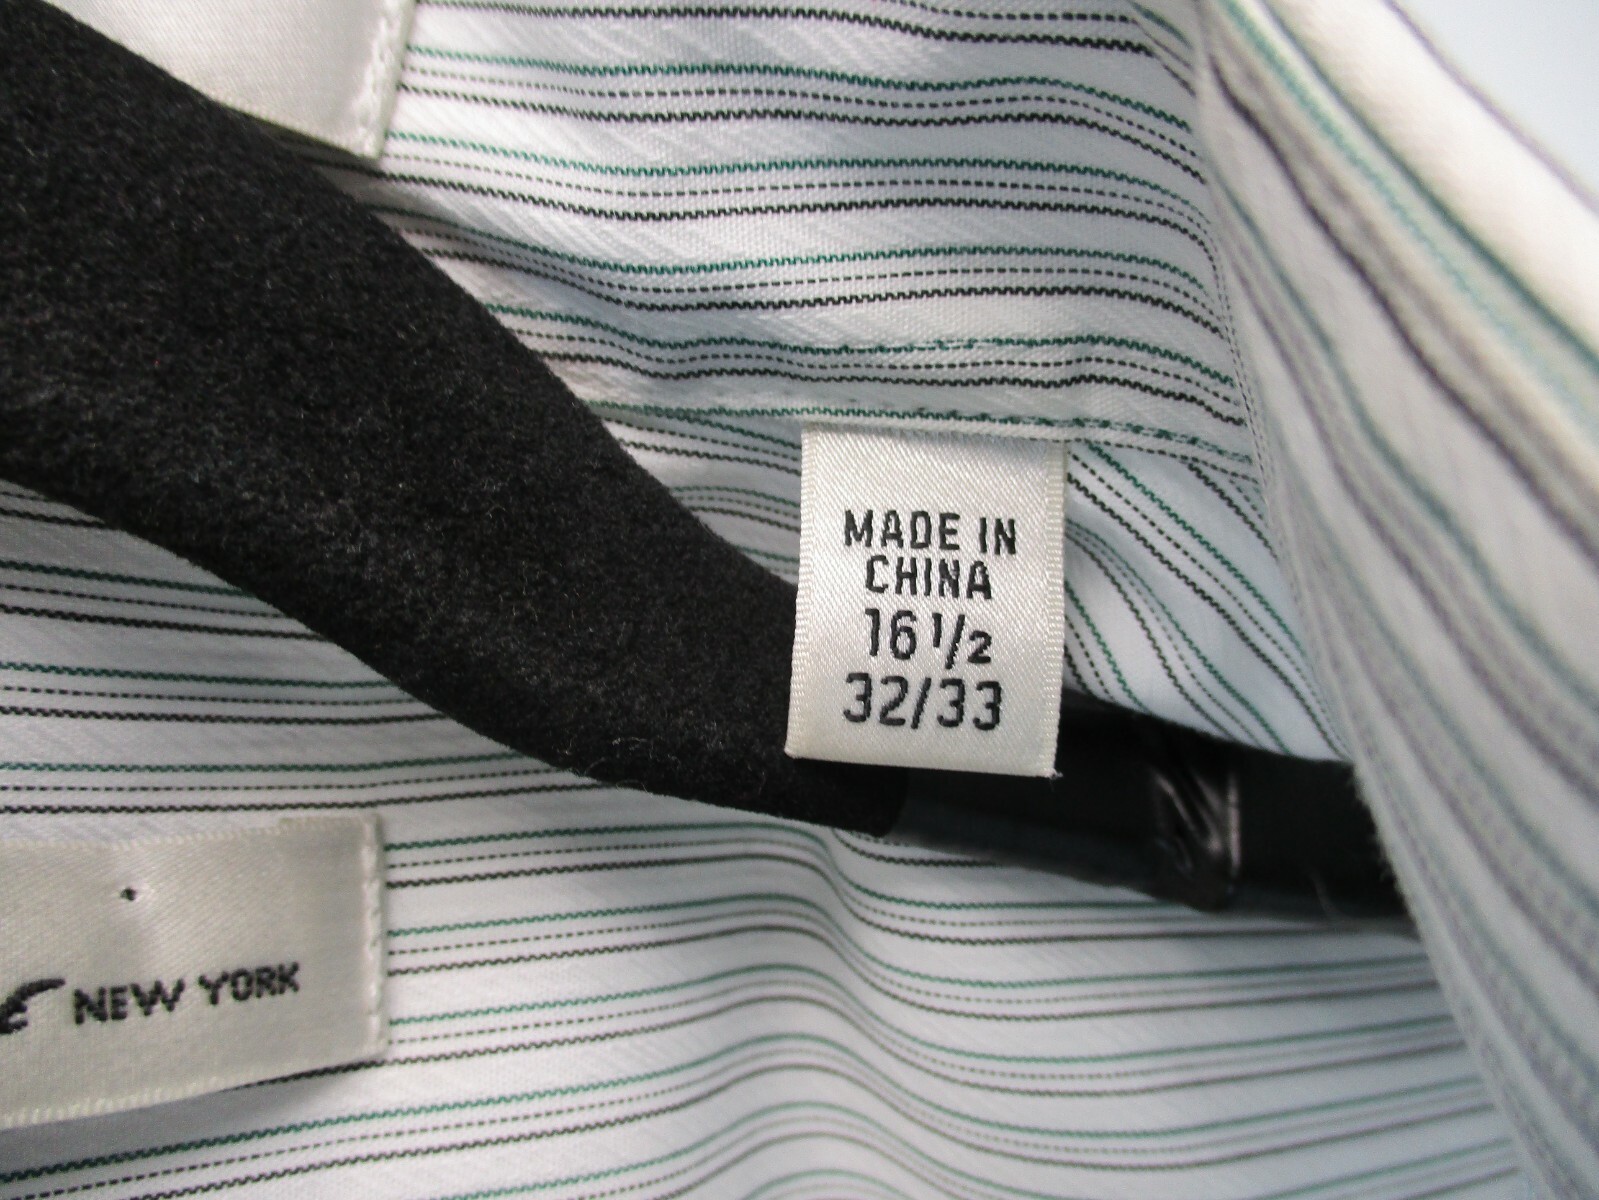 MADE IN
CHINA
16 1/2
32/33
NEW YORK